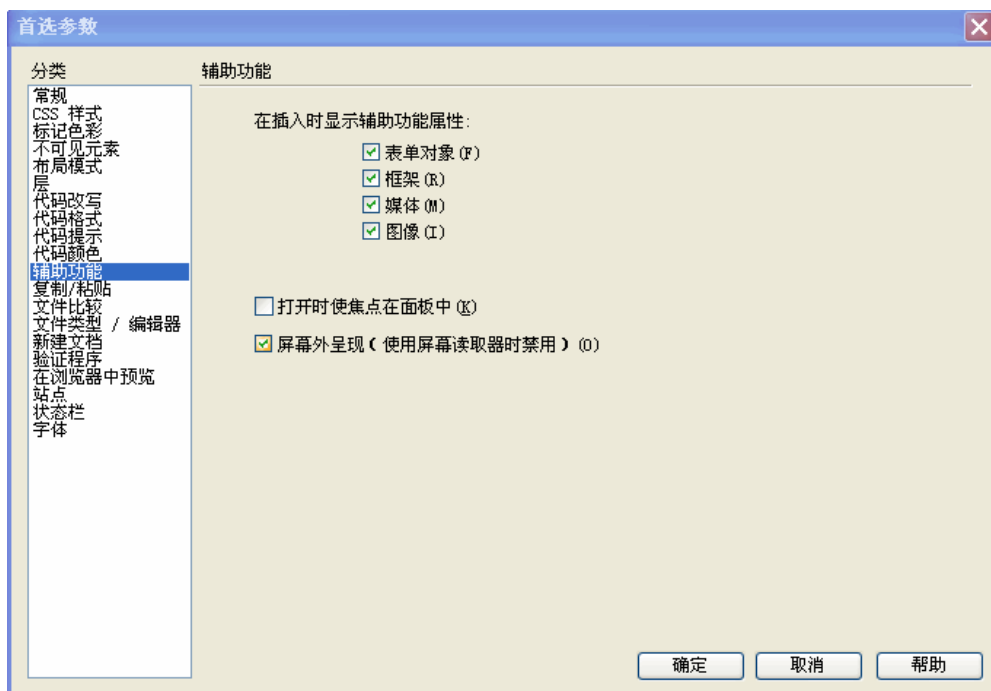 首选参数
分类
常规
CSS 样式
标记色彩
不可见元素
布局模式
层
代码改写
代码格式
代码提示
代码颜色
辅助功能
复制/粘贴
文件比较
文件类型 / 编辑器
新建文档
验证程序
在浏览器中预览
站点
状态栏
字体
辅助功能
在插入时显示辅助功能属性:
表单对象(F)
框架(R)
媒体(M)
图像(I)
打开时使焦点在面板中(K)
屏幕外呈现(使用屏幕读取器时禁用)(O)
确定
取消
帮助